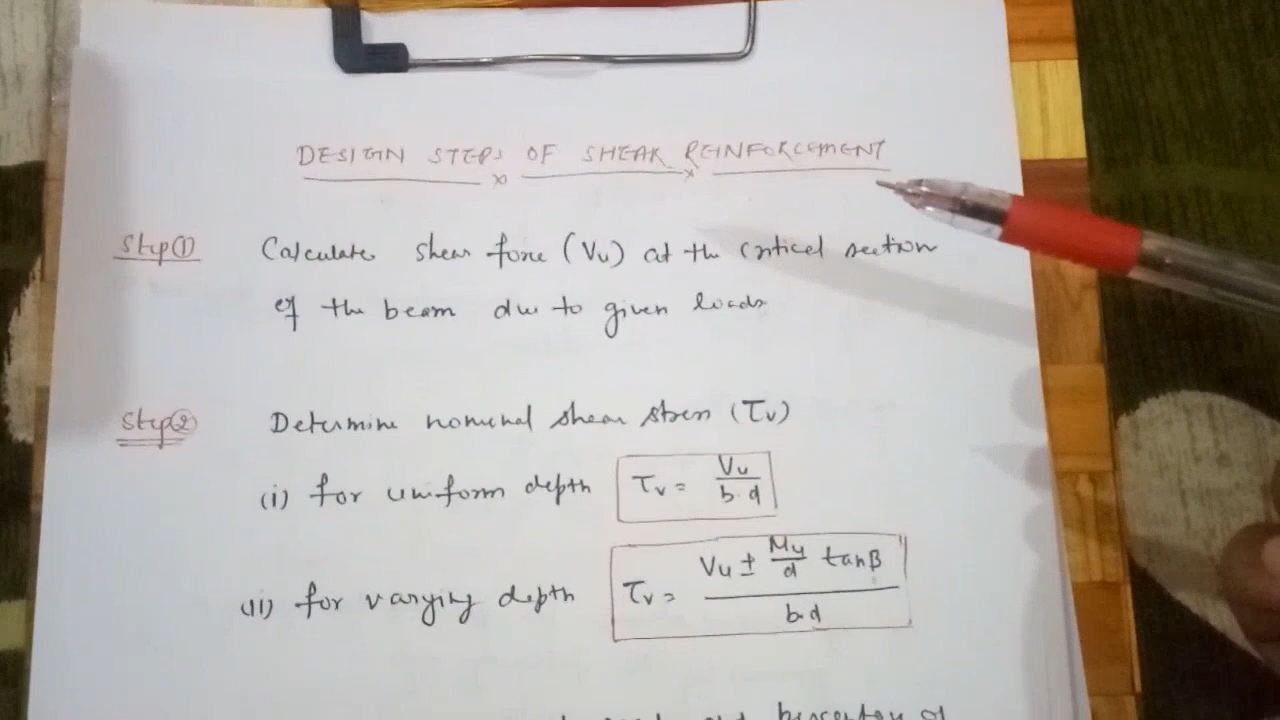 DESIGN STEPS OF SHEAR REINFORCEMENT
Step① Calculate shear force (Vu) at the critical section
of the beam due to given loads
Step② Determine nominal shear stress (τv)
(i) for uniform depth τv = Vu / b.d
(ii) for varying depth τv = (Vu ± Mu/d tanβ) / b.d